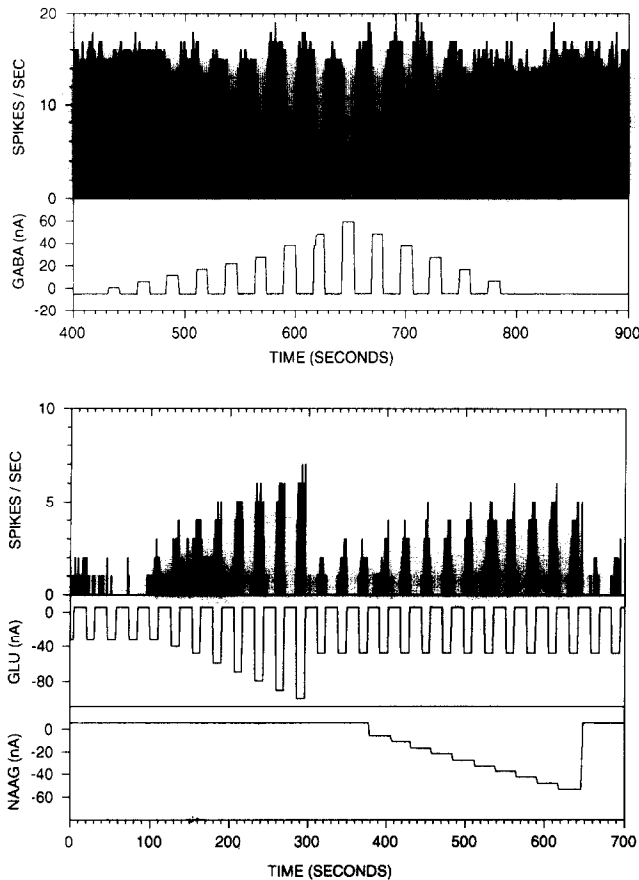 20
10
0
SPIKES / SEC
60
40
20
0
-20
GABA (nA)
400 500 600 700 800 900
TIME (SECONDS)
10
5
0
SPIKES / SEC
0
-40
-80
GLU (nA)
0
-20
-40
-60
NAAG (nA)
0 100 200 300 400 500 600 700
TIME (SECONDS)